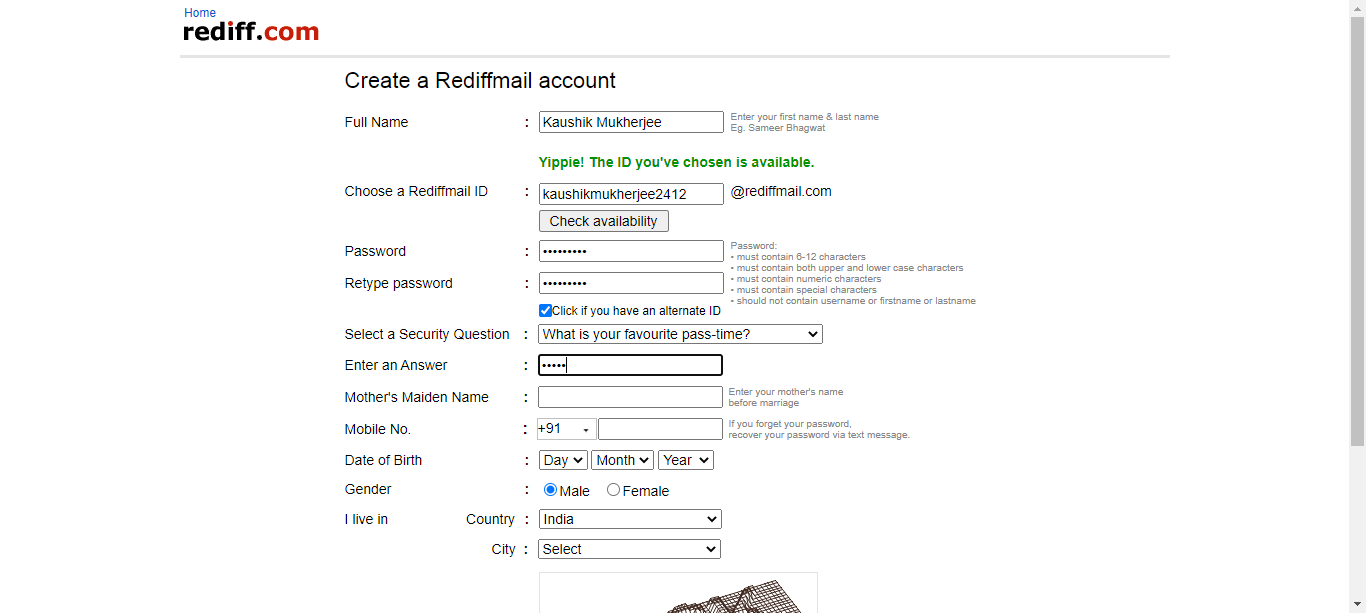 Home
rediff.com
Create a Rediffmail account
Full Name : Kaushik Mukherjee Enter your first name & last name
Eg. Sameer Bhagwat
Yippie! The ID you've chosen is available.
Choose a Rediffmail ID : kaushikmukherjee2412 @rediffmail.com
Check availability
Password : ••••••••• Password:
• must contain 6-12 characters
• must contain both upper and lower case characters
• must contain numeric characters
• must contain special characters
• should not contain username or firstname or lastname
Retype password : •••••••••
Click if you have an alternate ID
Select a Security Question : What is your favourite pass-time?
Enter an Answer : •••••
Mother's Maiden Name : Enter your mother's name
before marriage
Mobile No. : +91 If you forget your password,
recover your password via text message.
Date of Birth : Day Month Year
Gender : Male Female
I live in Country : India
City : Select